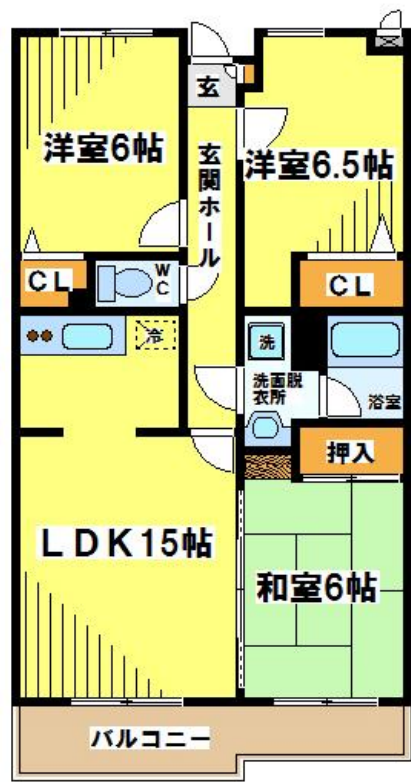 玄
洋室6帖
洋室6.5帖
玄関ホール
CL
WC
CL
冷
洗
洗面脱
衣所
浴室
押入
LDK15帖
和室6帖
バルコニー